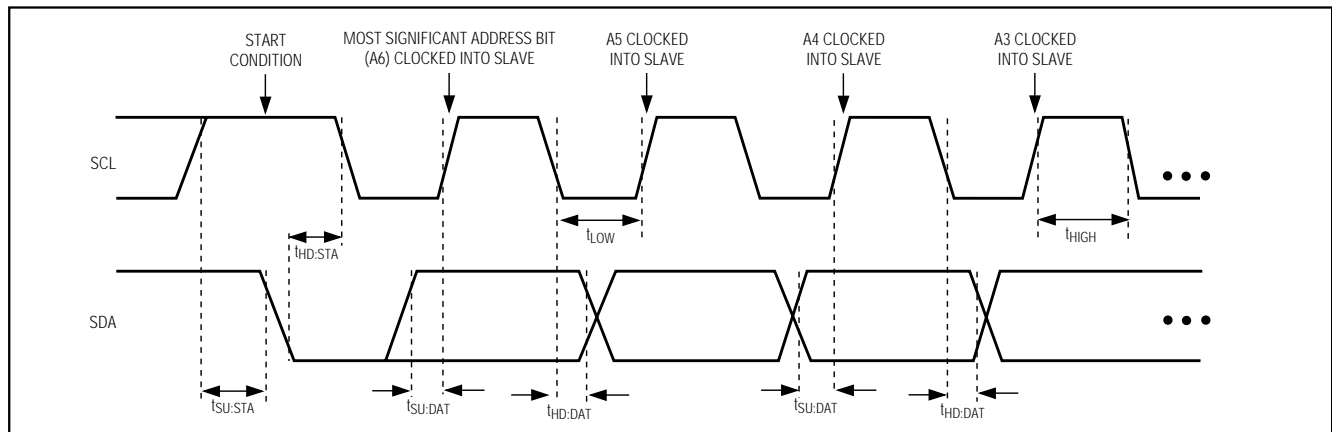 START
CONDITION
MOST SIGNIFICANT ADDRESS BIT
(A6) CLOCKED INTO SLAVE
A5 CLOCKED
INTO SLAVE
A4 CLOCKED
INTO SLAVE
A3 CLOCKED
INTO SLAVE
SCL
tHD:STA
tLOW
tHIGH
SDA
tSU:STA
tSU:DAT
tHD:DAT
tSU:DAT
tHD:DAT